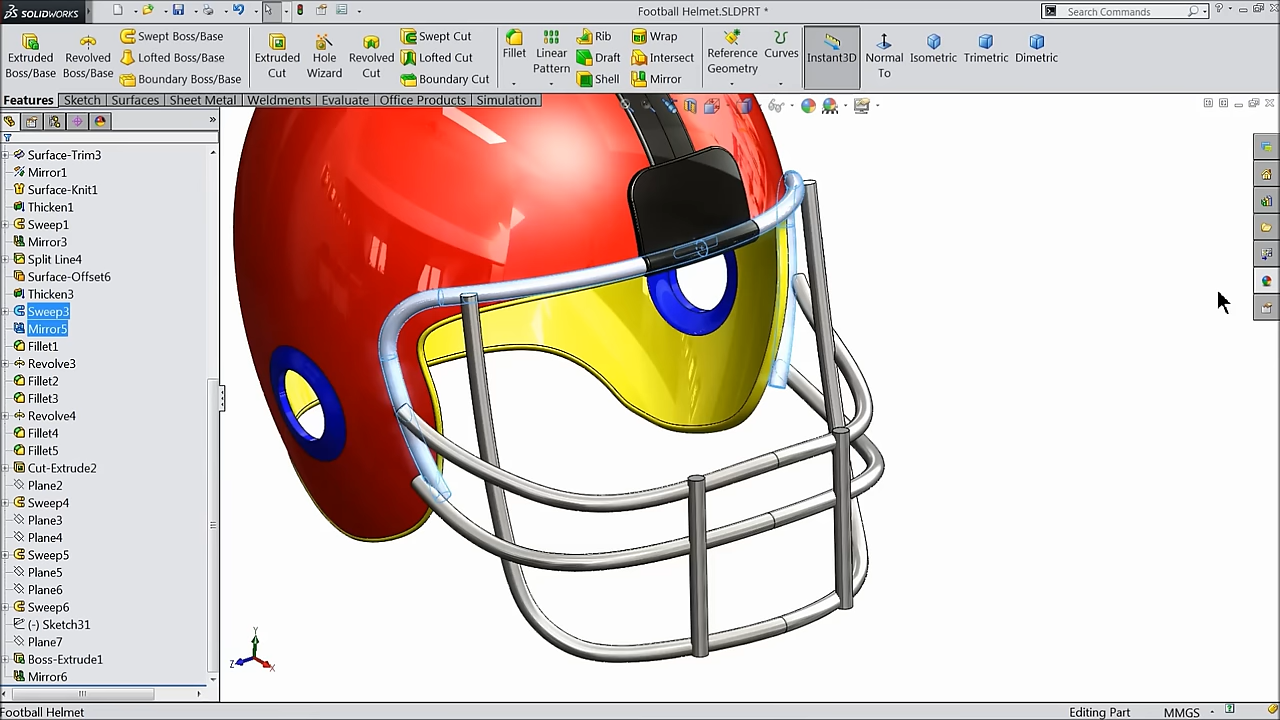 SOLIDWORKS
Football Helmet.SLDPRT *
Search Commands
Extruded Boss/Base
Revolved Boss/Base
Swept Boss/Base
Lofted Boss/Base
Boundary Boss/Base
Extruded Cut
Hole Wizard
Revolved Cut
Swept Cut
Lofted Cut
Boundary Cut
Fillet
Linear Pattern
Rib
Draft
Shell
Wrap
Intersect
Mirror
Reference Geometry
Curves
Instant3D
Normal To
Isometric
Trimetric
Dimetric
Features
Sketch
Surfaces
Sheet Metal
Weldments
Evaluate
Office Products
Simulation
Surface-Trim3
Mirror1
Surface-Knit1
Thicken1
Sweep1
Mirror3
Split Line4
Surface-Offset6
Thicken3
Sweep3
Mirror5
Fillet1
Revolve3
Fillet2
Fillet3
Revolve4
Fillet4
Fillet5
Cut-Extrude2
Plane2
Sweep4
Plane3
Plane4
Sweep5
Plane5
Plane6
Sweep6
(-) Sketch31
Plane7
Boss-Extrude1
Mirror6
Y
Z
X
Football Helmet
Editing Part
MMGS